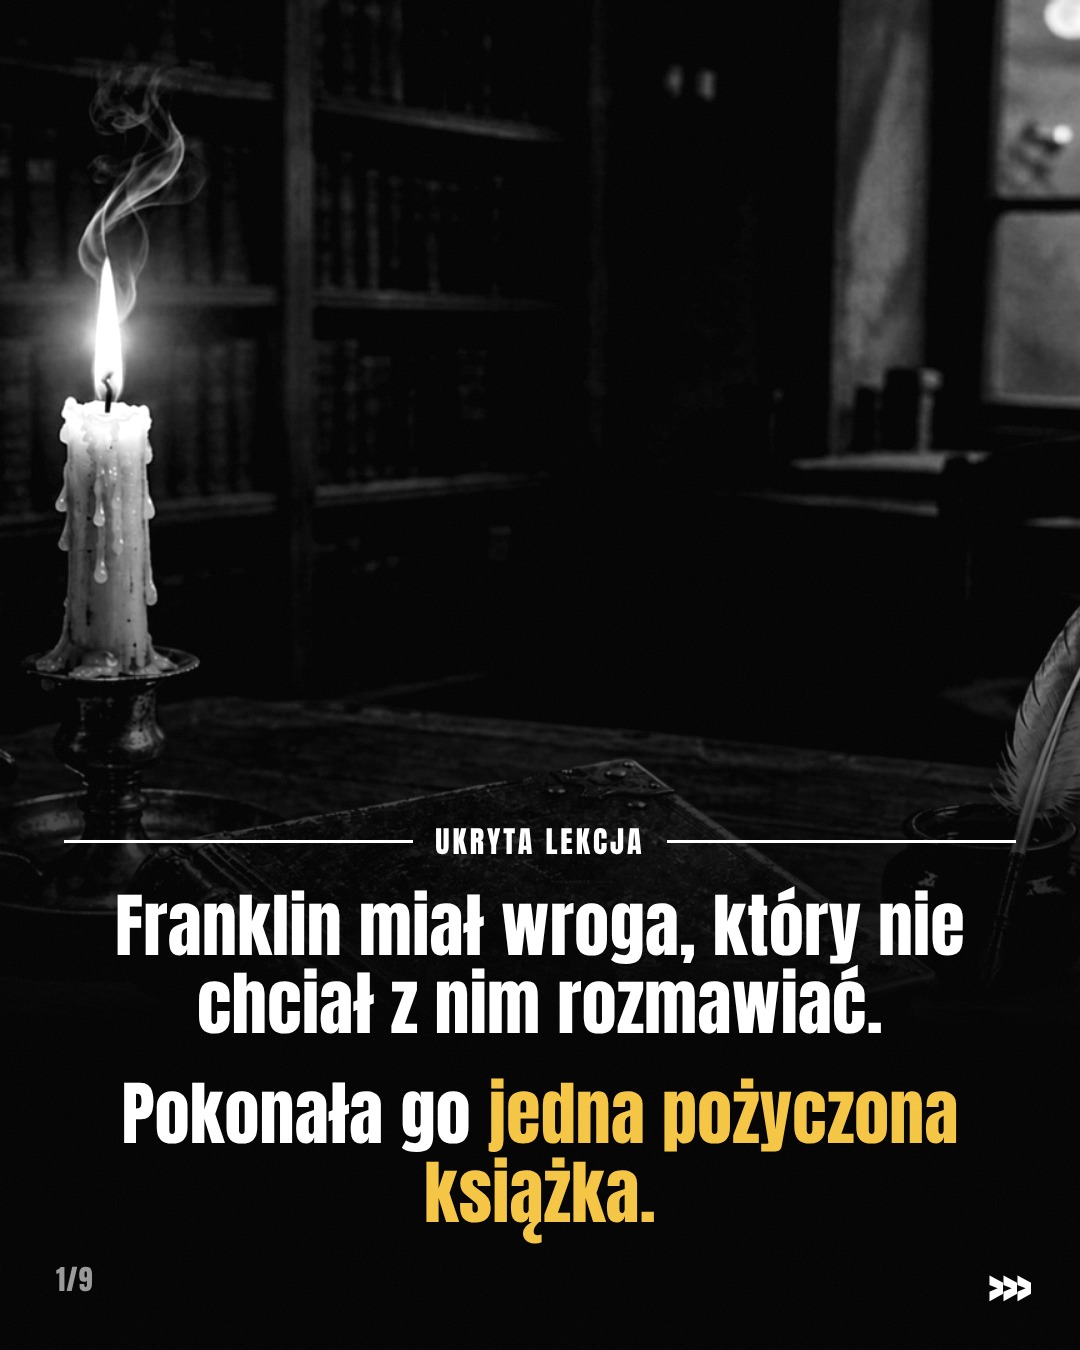 UKRYTA LEKCJA
Franklin miał wroga, który nie
chciał z nim rozmawiać.
Pokonała go jedna pożyczona
książka.
1/9